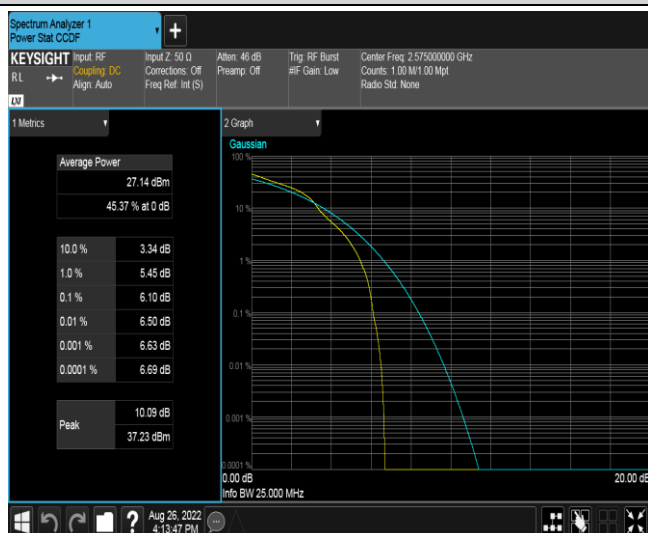 Spectrum Analyzer 1
Power Stat CCDF
KEYSIGHT Input: RF Input Z: 50 Ω Atten: 46 dB Trig: RF Burst Center Freq: 2.575000000 GHz
RL Coupling: DC Corrections: Off Preamp: Off #IF Gain: Low Counts: 1.00 M/1.00 Mpt
Align: Auto Freq Ref: Int (S) Radio Std: None
LXI
1 Metrics
Average Power
27.14 dBm
45.37 % at 0 dB
10.0 % 3.34 dB
1.0 % 5.45 dB
0.1 % 6.10 dB
0.01 % 6.50 dB
0.001 % 6.63 dB
0.0001 % 6.69 dB
Peak
10.09 dB
37.23 dBm
2 Graph
Gaussian
100 %
10 %
1 %
0.1 %
0.01 %
0.001 %
0.0001 %
0.00 dB 20.00 dB
Info BW 25.000 MHz
? Aug 26, 2022
4:13:47 PM